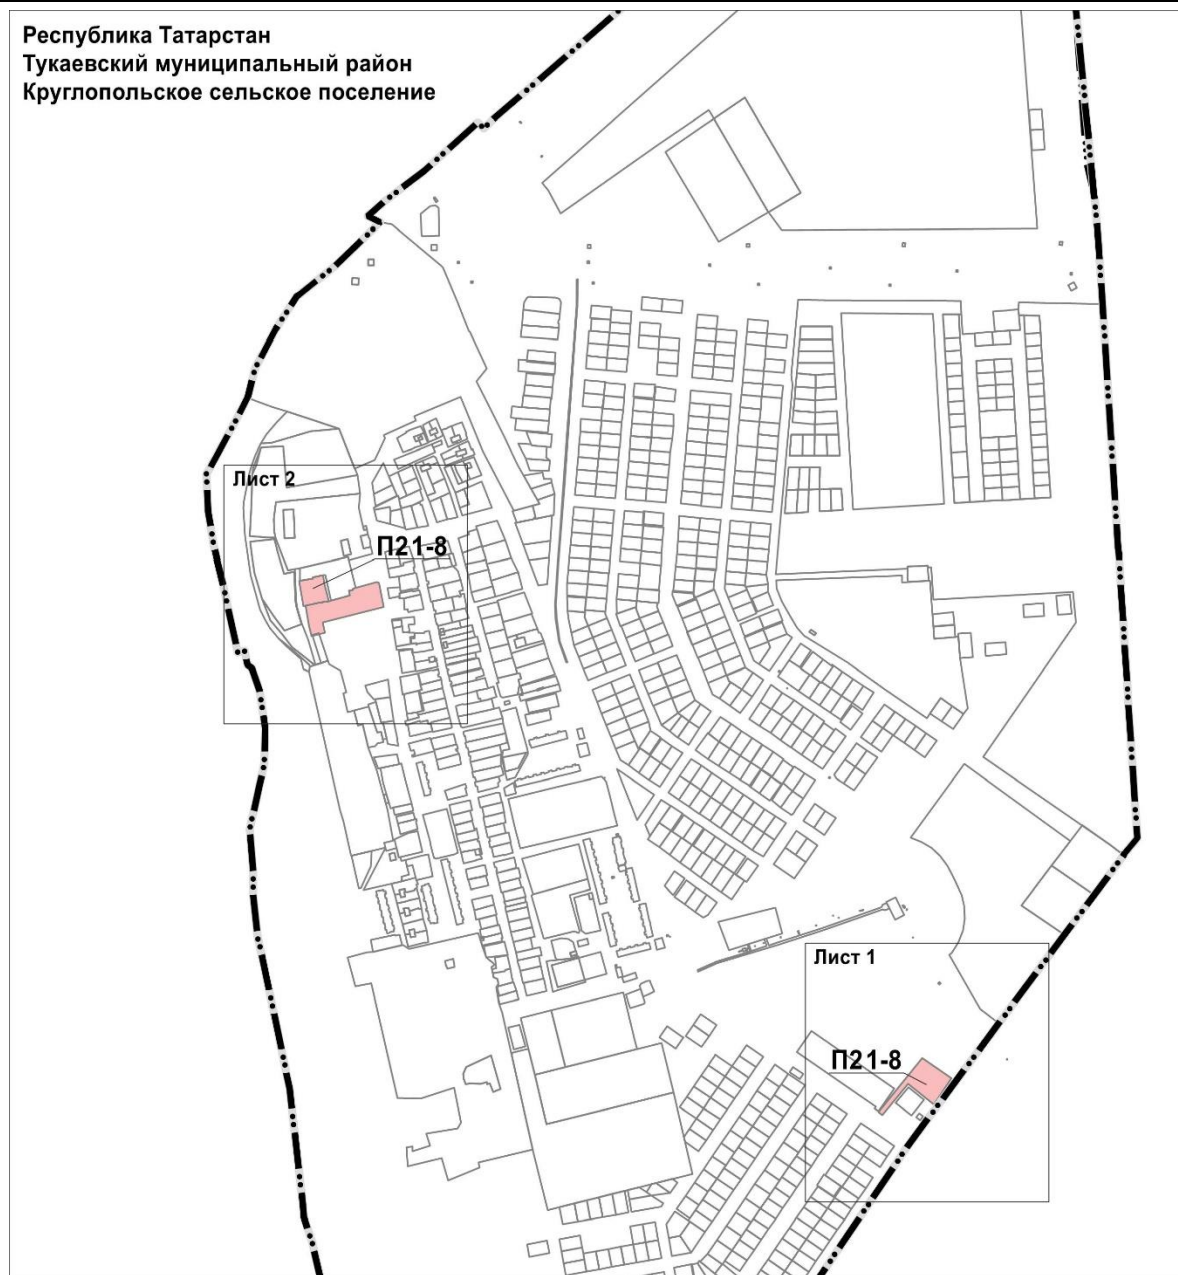 Республика Татарстан
Тукаевский муниципальный район
Круглопольское сельское поселение
Лист 2
П21-8
Лист 1
П21-8